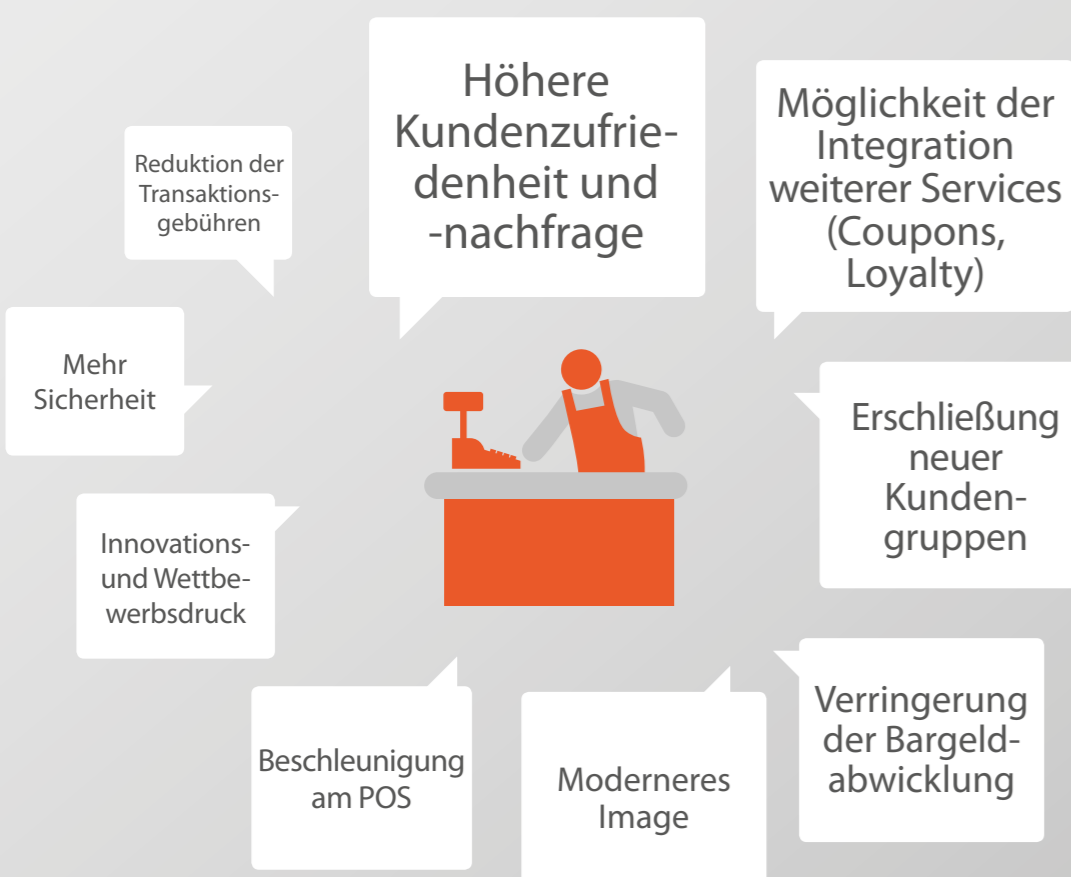 Höhere
Kundenzufrie-
denheit und
-nachfrage
Möglichkeit der
Integration
weiterer Services
(Coupons,
Loyalty)
Reduktion der
Transaktions-
gebühren
Mehr
Sicherheit
Erschließung
neuer
Kunden-
gruppen
Innovations-
und Wettbe-
werbsdruck
Beschleunigung
am POS
Moderneres
Image
Verringerung
der Bargeld-
abwicklung